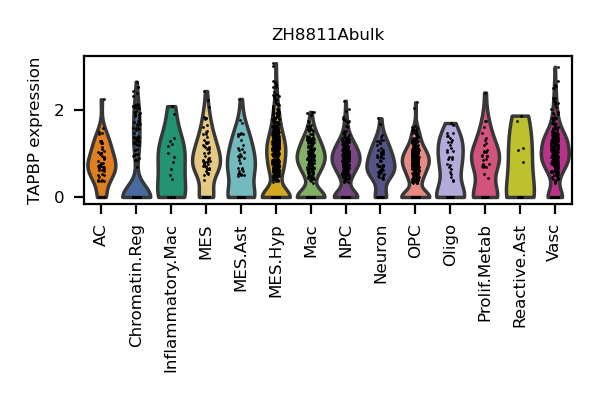 ZH8811Abulk
TAPBP expression
2
0
AC
Chromatin.Reg
Inflammatory.Mac
MES
MES.Ast
MES.Hyp
Mac
NPC
Neuron
OPC
Oligo
Prolif.Metab
Reactive.Ast
Vasc